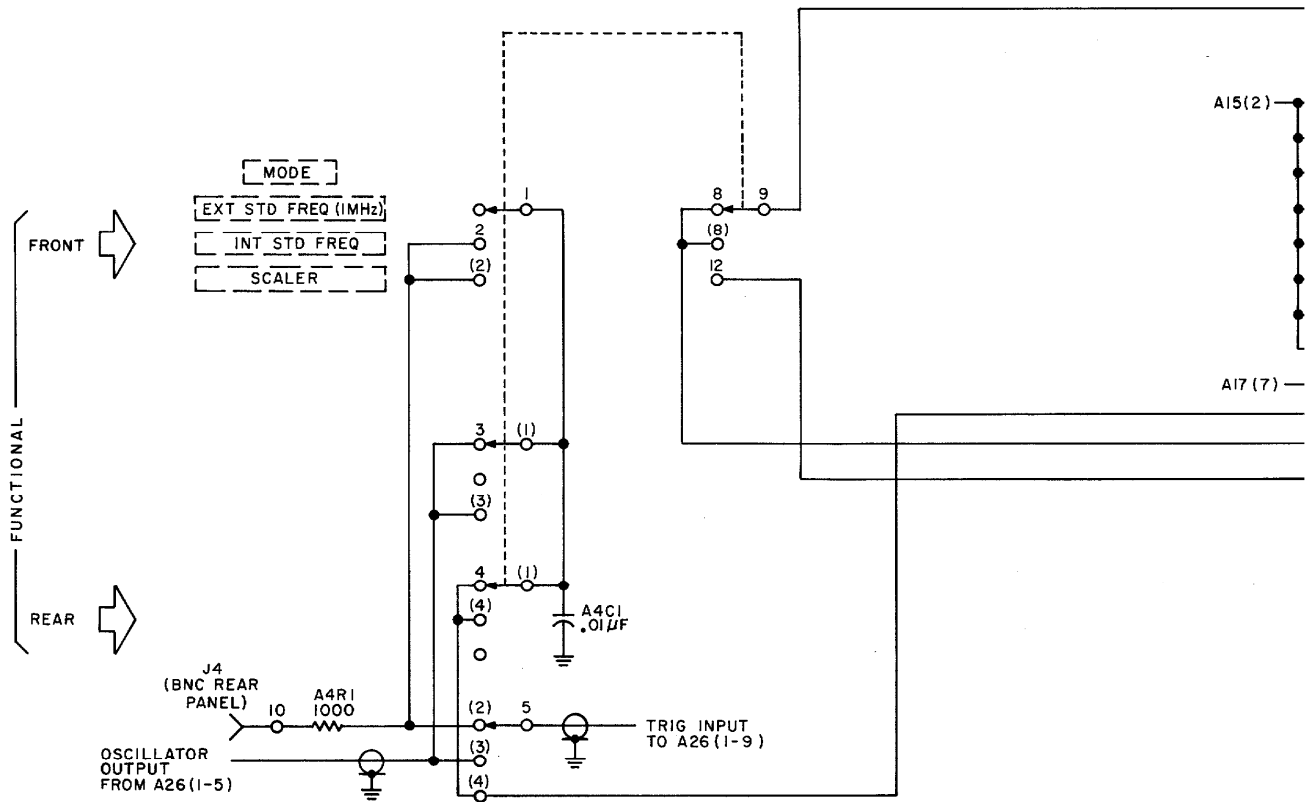 A15(2)
MODE
EXT STD FREQ (1MHz)
1
8
9
FUNCTIONAL
FRONT
INT STD FREQ
2
(8)
SCALER
(2)
12
A17(7)
3
(1)
(3)
4
(1)
REAR
(4)
A4C1
.01μF
J4
(BNC REAR
PANEL)
10
A4R1
1000
(2)
5
TRIG INPUT
TO A26(1-9)
OSCILLATOR
OUTPUT
FROM A26(1-5)
(3)
(4)